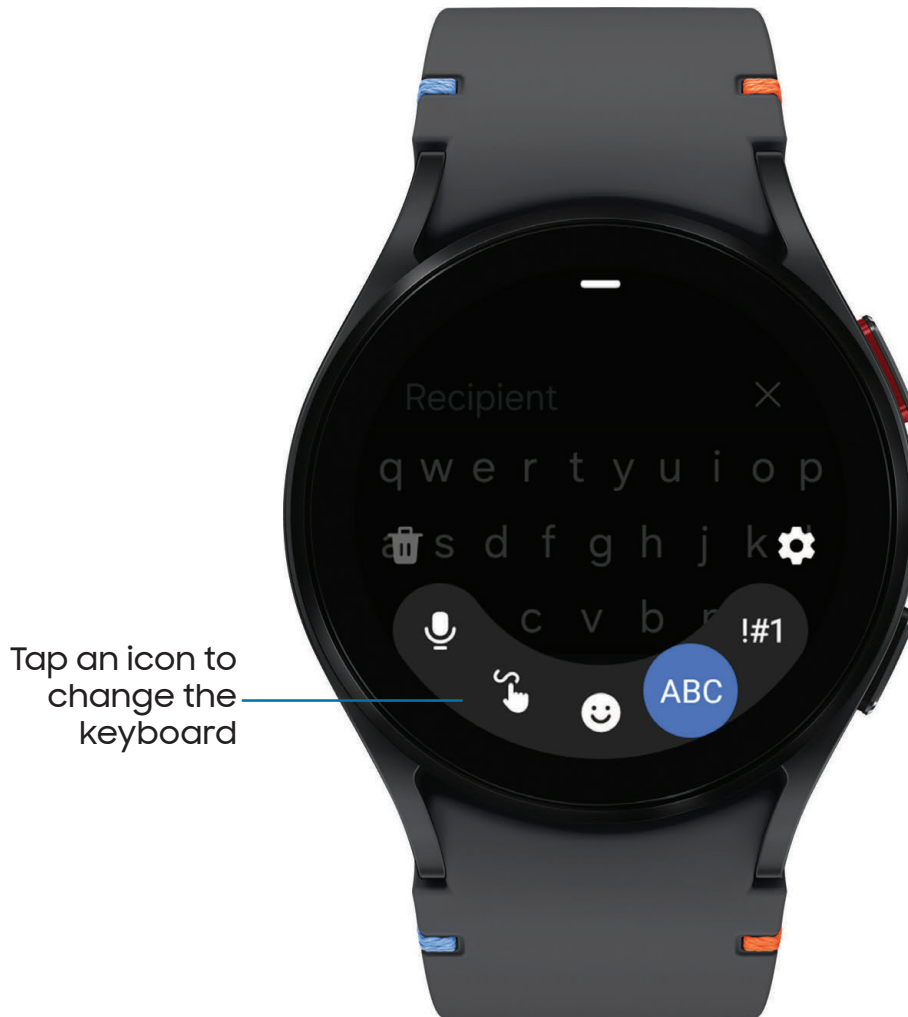 Recipient
q w e r t y u i o p
s d f g h j k
c v b
!#1
ABC
Tap an icon to
change the
keyboard